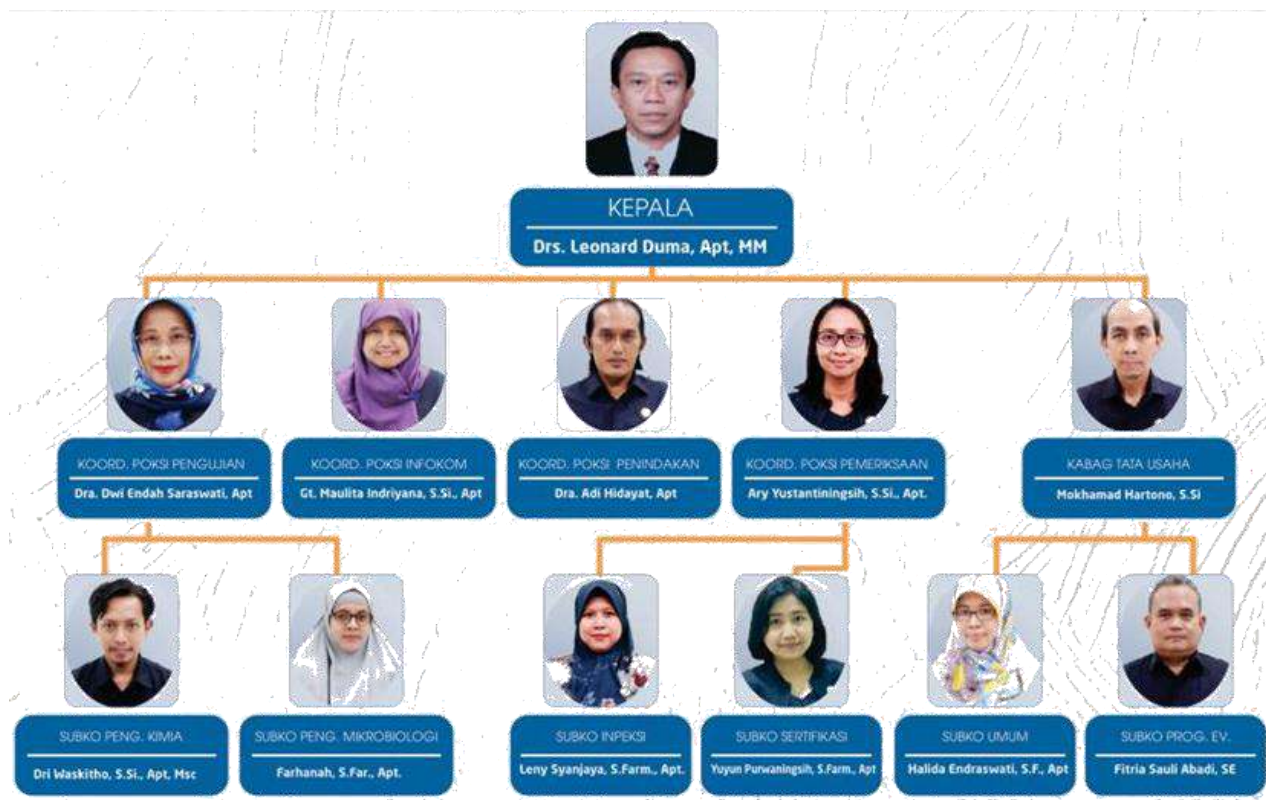 KEPALA
Drs. Leonard Duma, Apt, MM
KOORD. POKSI PENGUJIAN
Dra. Dwi Endah Saraswati, Apt
KOORD. POKSI INFOKOM
Gt. Maulita Indriyana, S.Si., Apt
KOORD. POKSI PENINDAKAN
Dra. Adi Hidayat, Apt
KOORD. POKSI PEMERIKSAAN
Ary Yustantiningsih, S.Si., Apt.
KABAG TATA USAHA
Mokhamad Hartono, S.Si
SUBKO PENG. KIMIA
Dri Waskitho, S.Si., Apt, Msc
SUBKO PENG. MIKROBIOLOGI
Farhanah, S.Far., Apt.
SUBKO INPEKSI
Leny Syanjaya, S.Farm., Apt.
SUBKO SERTIFIKASI
Yuyun Purwaningsih, S.Farm., Apt
SUBKO UMUM
Halida Endraswati, S.F., Apt
SUBKO PROG. EV.
Fitria Sauli Abadi, SE